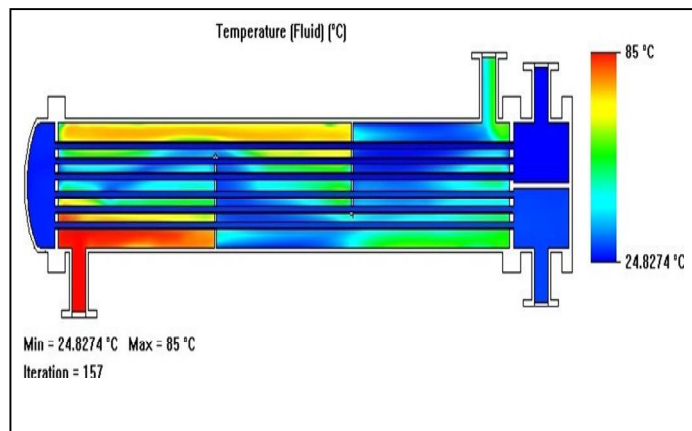 Temperature (Fluid) (°C)
85 °C
24.8274 °C
Min = 24.8274 °C Max = 85 °C
Iteration = 157